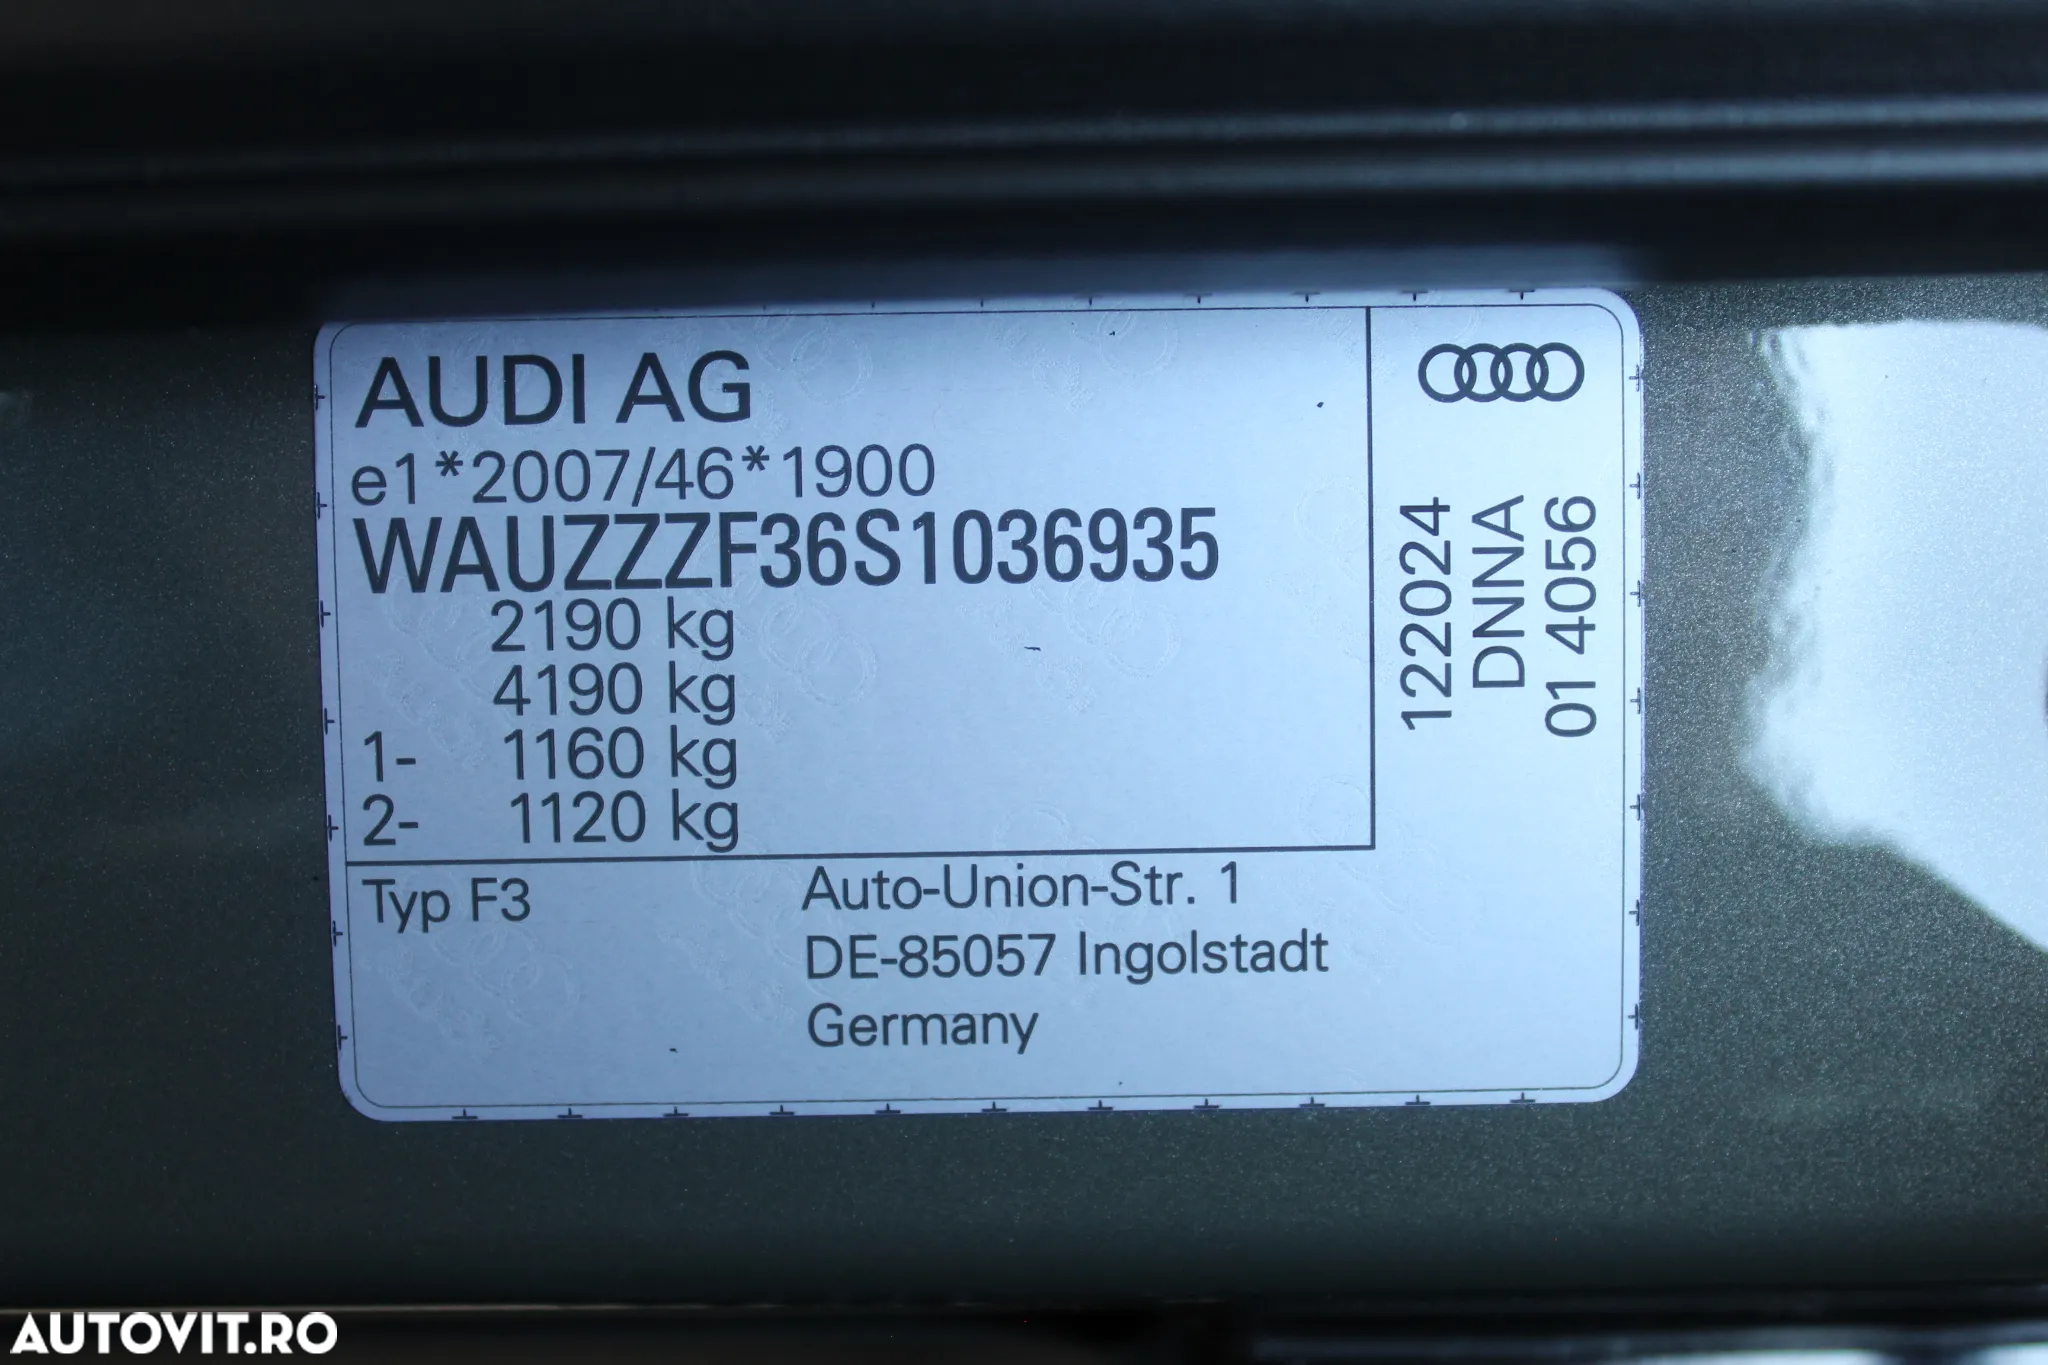 AUDI AG
e1*2007/46*1900
WAUZZZF36S1036935
2190 kg
4190 kg
1- 1160 kg
2- 1120 kg
Typ F3
Auto-Union-Str. 1
DE-85057 Ingolstadt
Germany
122024
DNNA
01 4056
AUTOVIT.RO